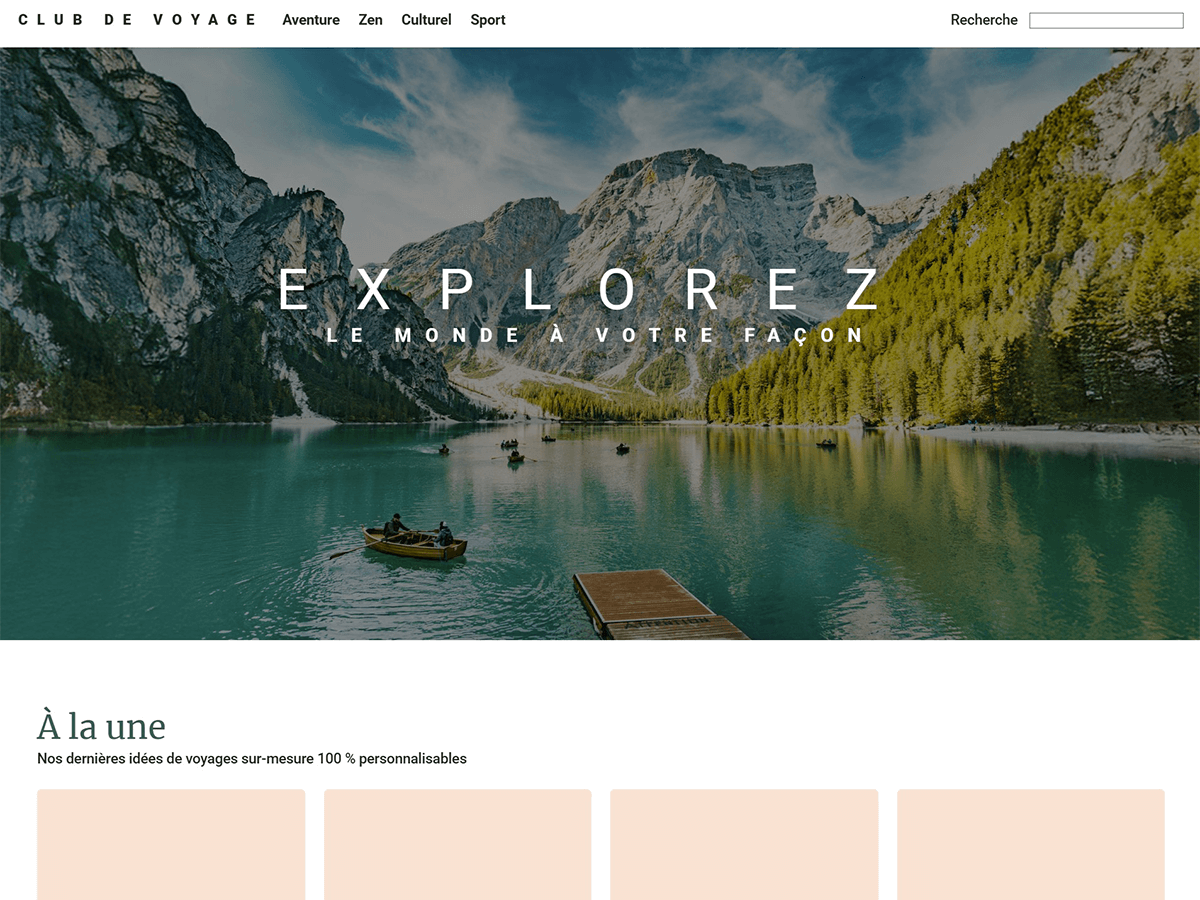 CLUB DE VOYAGE Aventure Zen Culturel Sport Recherche
EXPLOREZ
LE MONDE À VOTRE FAÇON
ATTENTION
À la une
Nos dernières idées de voyages sur-mesure 100 % personnalisables